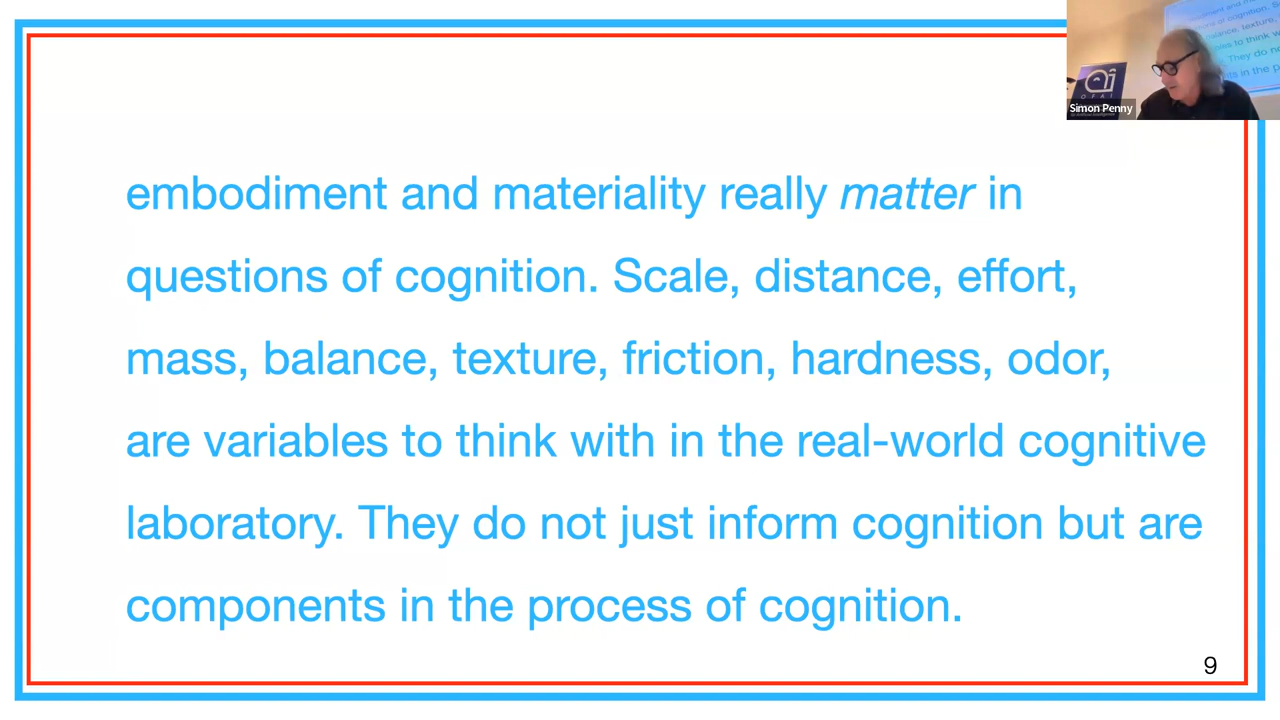 embodiment and materiality really matter in
questions of cognition. Scale, distance, effort,
mass, balance, texture, friction, hardness, odor,
are variables to think with in the real-world cognitive
laboratory. They do not just inform cognition but are
components in the process of cognition.
9
Simon Penny
OFAI